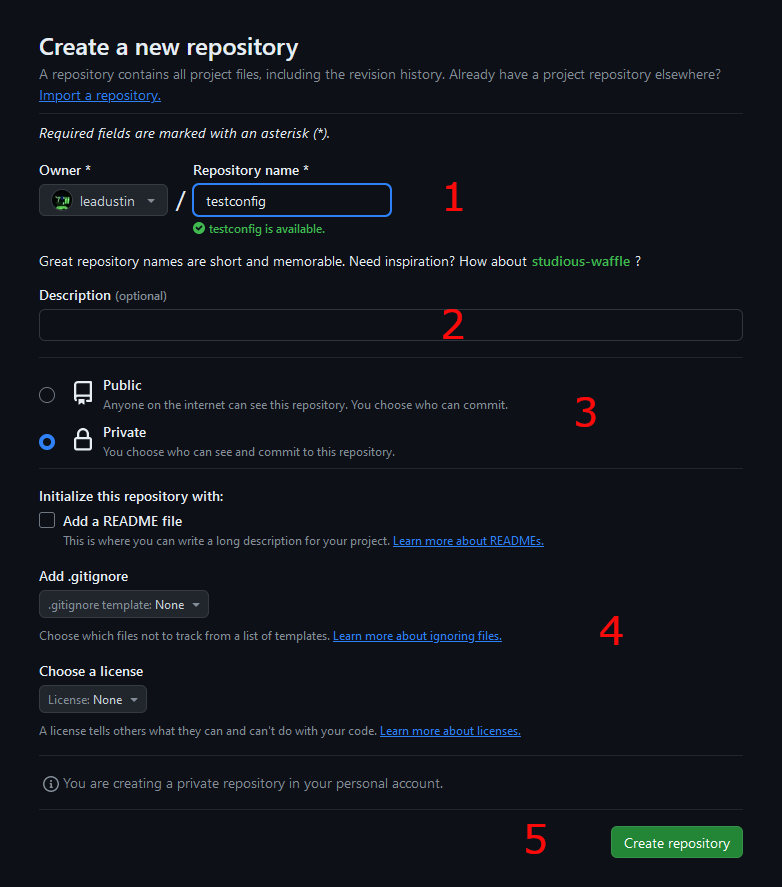 Create a new repository
A repository contains all project files, including the revision history. Already have a project repository elsewhere?
Import a repository.
Required fields are marked with an asterisk (*).
Owner * Repository name *
leadustin / testconfig 1
testconfig is available.
Great repository names are short and memorable. Need inspiration? How about studious-waffle ?
Description (optional)
2
Public
Anyone on the internet can see this repository. You choose who can commit.
3
Private
You choose who can see and commit to this repository.
Initialize this repository with:
Add a README file
This is where you can write a long description for your project. Learn more about READMEs.
Add .gitignore
.gitignore template: None
Choose which files not to track from a list of templates. Learn more about ignoring files.
4
Choose a license
License: None
A license tells others what they can and can't do with your code. Learn more about licenses.
You are creating a private repository in your personal account.
5 Create repository